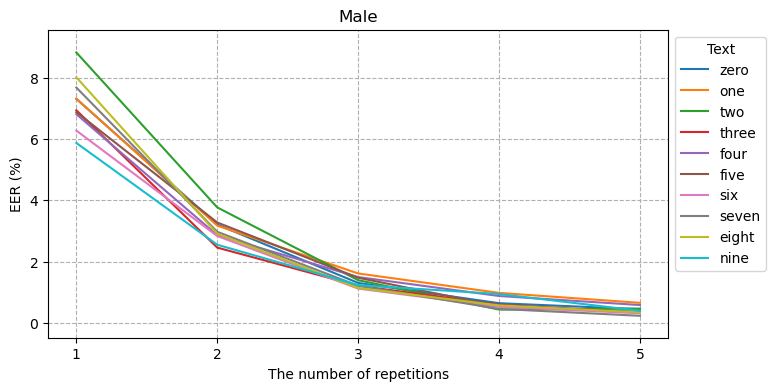 Male
EER (%)
8
6
4
2
0
1 2 3 4 5
The number of repetitions
Text
zero
one
two
three
four
five
six
seven
eight
nine